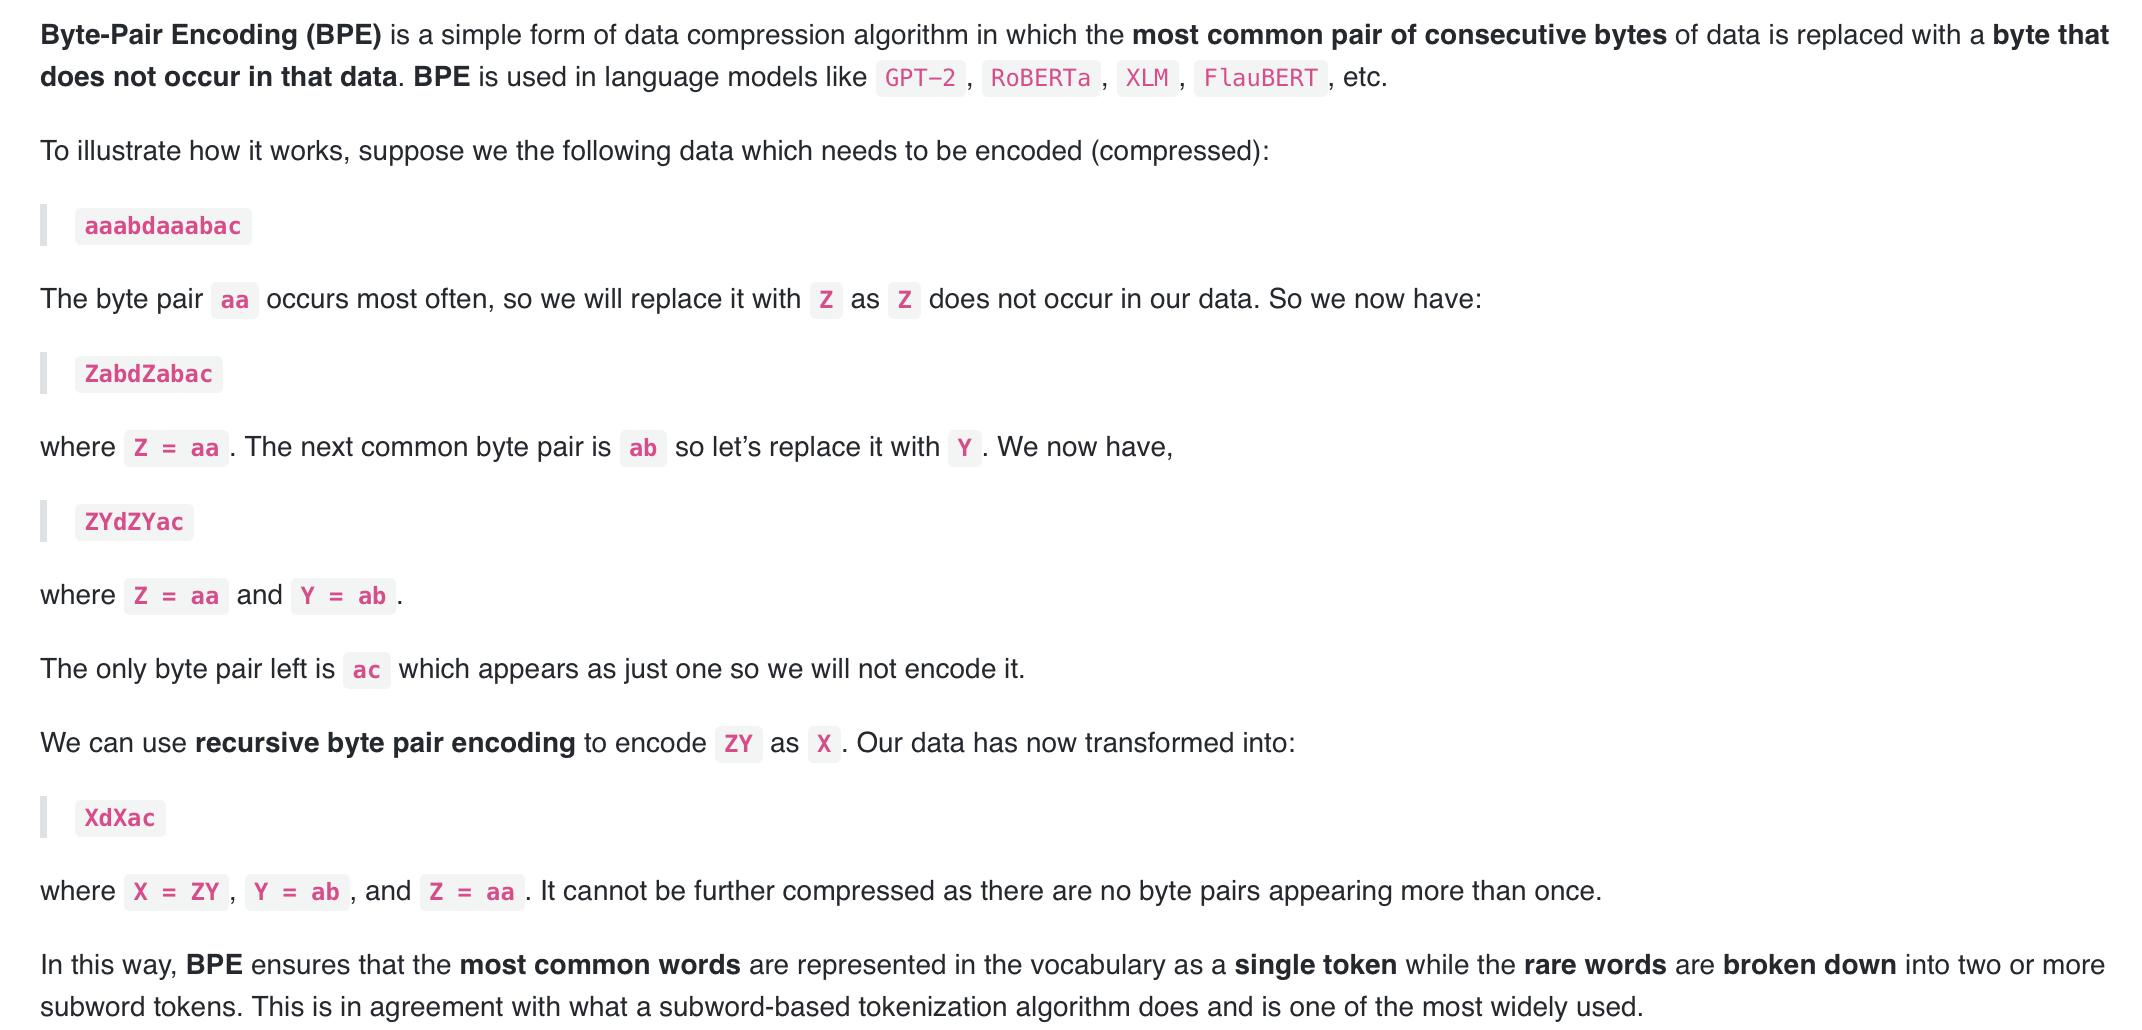 Byte-Pair Encoding (BPE) is a simple form of data compression algorithm in which the most common pair of consecutive bytes of data is replaced with a byte that
does not occur in that data. BPE is used in language models like GPT-2, RoBERTa, XLM, FlauBERT, etc.
To illustrate how it works, suppose we the following data which needs to be encoded (compressed):
aaabdaaabac
The byte pair aa occurs most often, so we will replace it with Z as Z does not occur in our data. So we now have:
ZabdZabac
where Z = aa. The next common byte pair is ab so let’s replace it with Y. We now have,
ZYdZYac
where Z = aa and Y = ab.
The only byte pair left is ac which appears as just one so we will not encode it.
We can use recursive byte pair encoding to encode ZY as X. Our data has now transformed into:
XdXac
where X = ZY, Y = ab, and Z = aa. It cannot be further compressed as there are no byte pairs appearing more than once.
In this way, BPE ensures that the most common words are represented in the vocabulary as a single token while the rare words are broken down into two or more
subword tokens. This is in agreement with what a subword-based tokenization algorithm does and is one of the most widely used.